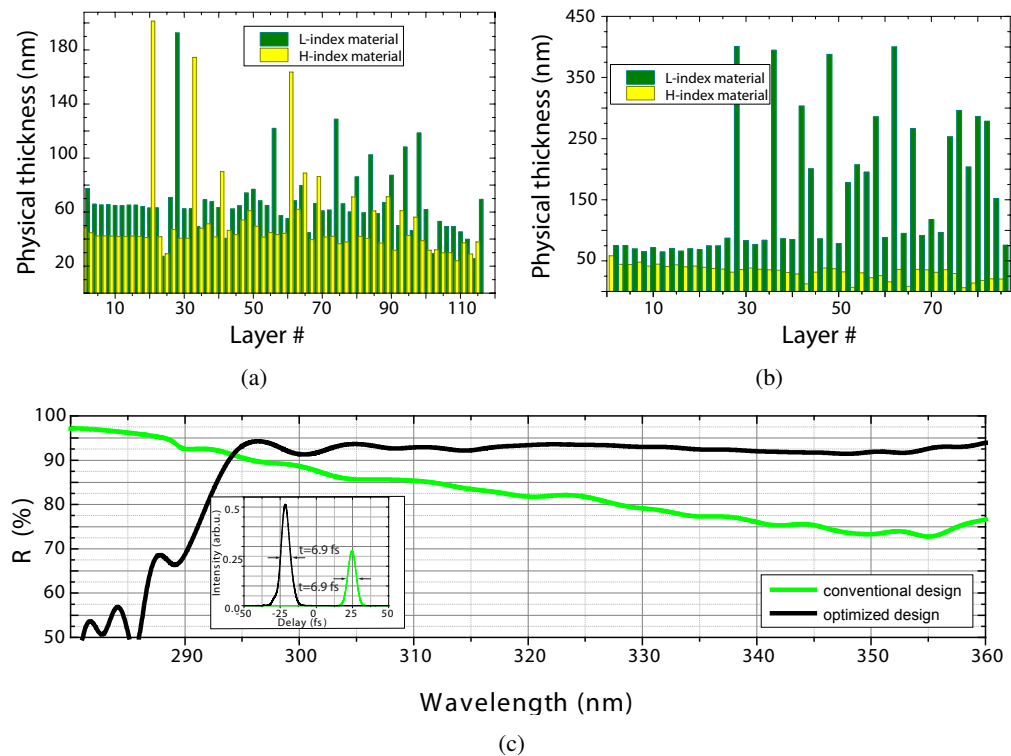 (a)
(b)
180
140
100
60
20
Physical thickness (nm)
L-index material
H-index material
10
30
50
70
90
110
Layer #
(a)
450
350
250
150
50
Physical thickness (nm)
L-index material
H-index material
10
30
50
70
Layer #
(b)
100
90
80
70
60
50
R (%)
0.5
0.25
0.0
Intensity (arb.u.)
t=6.9 fs
t=6.9 fs
-50
-25
0
25
50
Delay (fs)
conventional design
optimized design
290
300
310
320
330
340
350
360
Wavelength (nm)
(c)